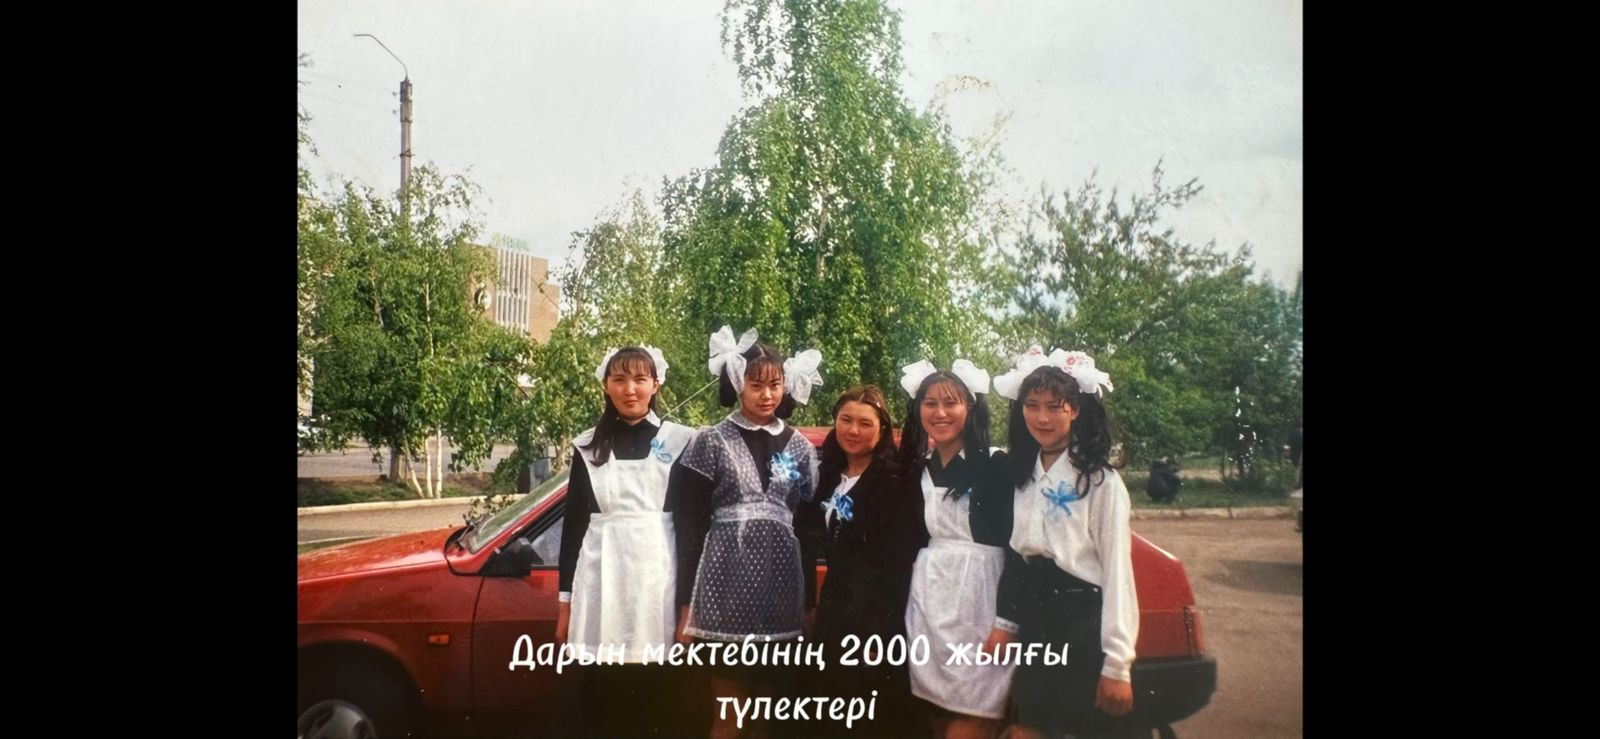 Дарын мектебінің 2000 жылғы
түлектері